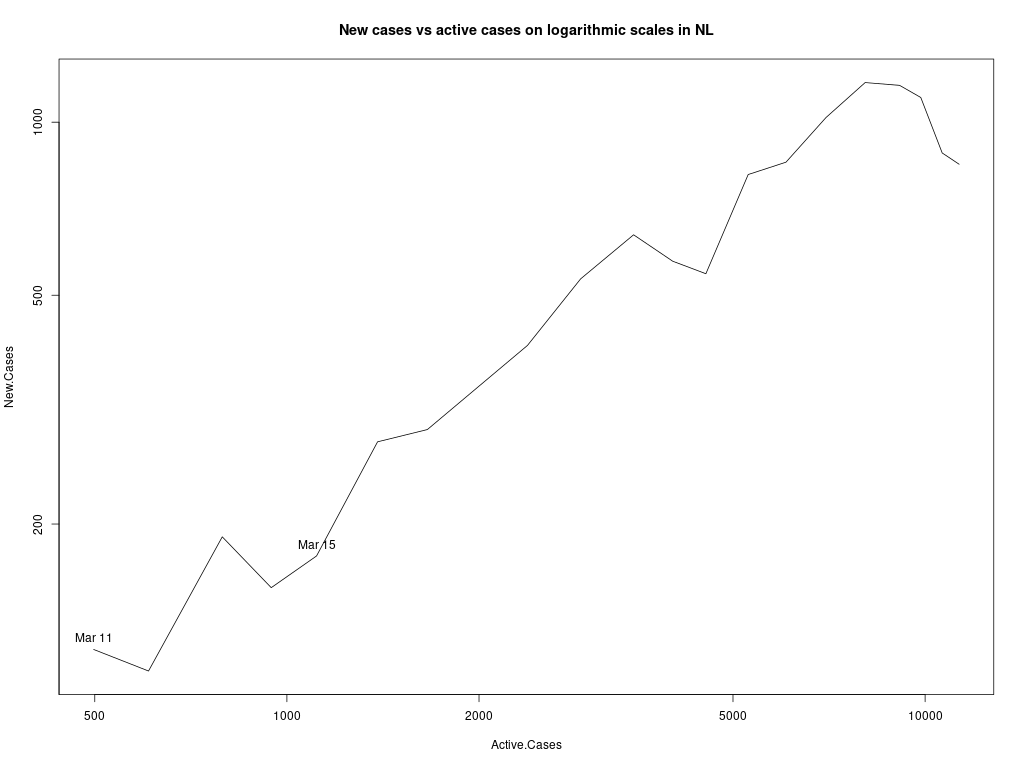 New cases vs active cases on logarithmic scales in NL
1000
500
200
New.Cases
Mar 15
Mar 11
500 1000 2000 5000 10000
Active.Cases